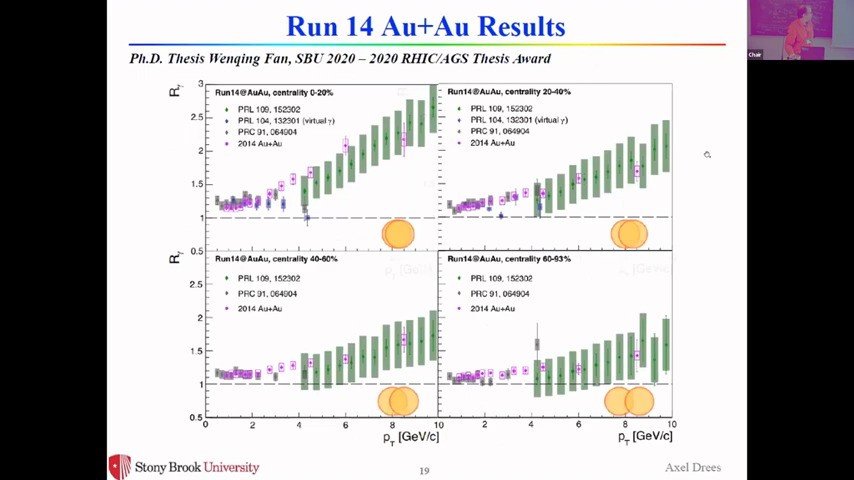 Run 14 Au+Au Results
Ph.D. Thesis Wenqing Fan, SBU 2020 – 2020 RHIC/AGS Thesis Award
Chair
Rγ
3
2.5
2
1.5
1
0.5
Run14@AuAu, centrality 0-20%
PRL 109, 152302
PRL 104, 132301 (virtual γ)
PRC 91, 064904
2014 Au+Au
Run14@AuAu, centrality 20-40%
PRL 109, 152302
PRL 104, 132301 (virtual γ)
PRC 91, 064904
2014 Au+Au
Rγ
2.5
2
1.5
1
0.5
Run14@AuAu, centrality 40-60%
PRL 109, 152302
PRC 91, 064904
2014 Au+Au
Run14@AuAu, centrality 60-93%
PRL 109, 152302
PRC 91, 064904
2014 Au+Au
0 2 4 6 8 10 2 4 6 8 10
pT [GeV/c] pT [GeV/c]
Stony Brook University
19
Axel Drees